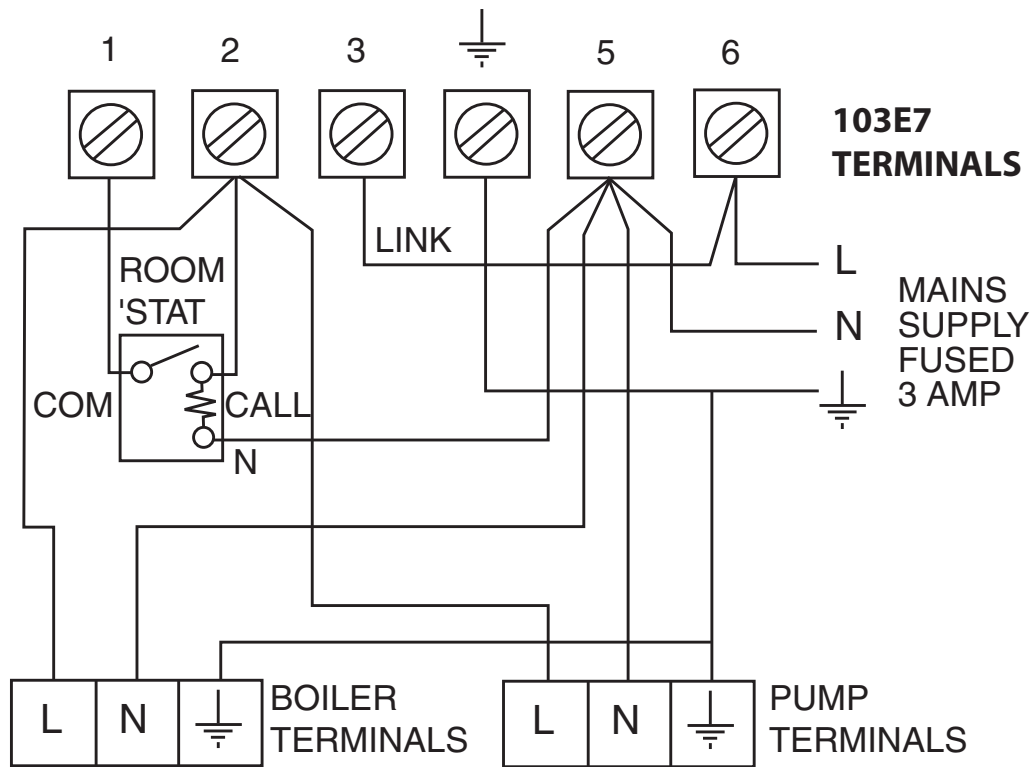 1 2 3 5 6
103E7
TERMINALS
LINK
L
ROOM
'STAT
MAINS
N SUPPLY
FUSED
3 AMP
COM CALL
N
L N BOILER
TERMINALS
L N PUMP
TERMINALS